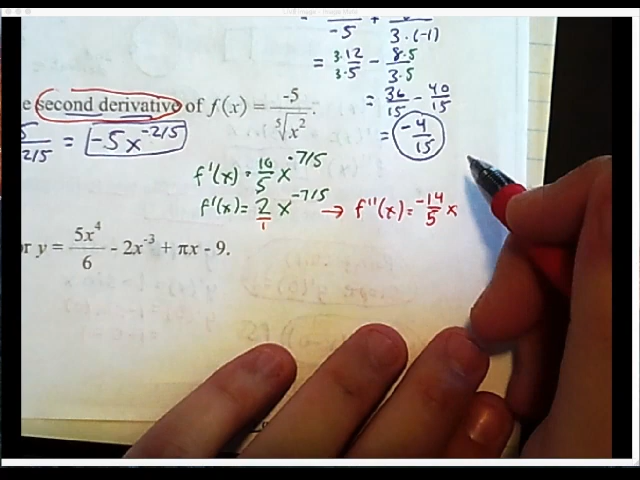 -5 + 3·(-1)
= 3·12/3·5 - 8·5/3·5
= 36/15 - 40/15
= -4/15
e second derivative of f(x) = -5/⁵√x².
2/5 = -5x^-2/5
f'(x) = 10/5 x^-7/5
f'(x) = 2/1 x^-7/5 → f''(x) = -14/5 x
or y = 5x⁴/6 - 2x⁻³ + πx - 9.